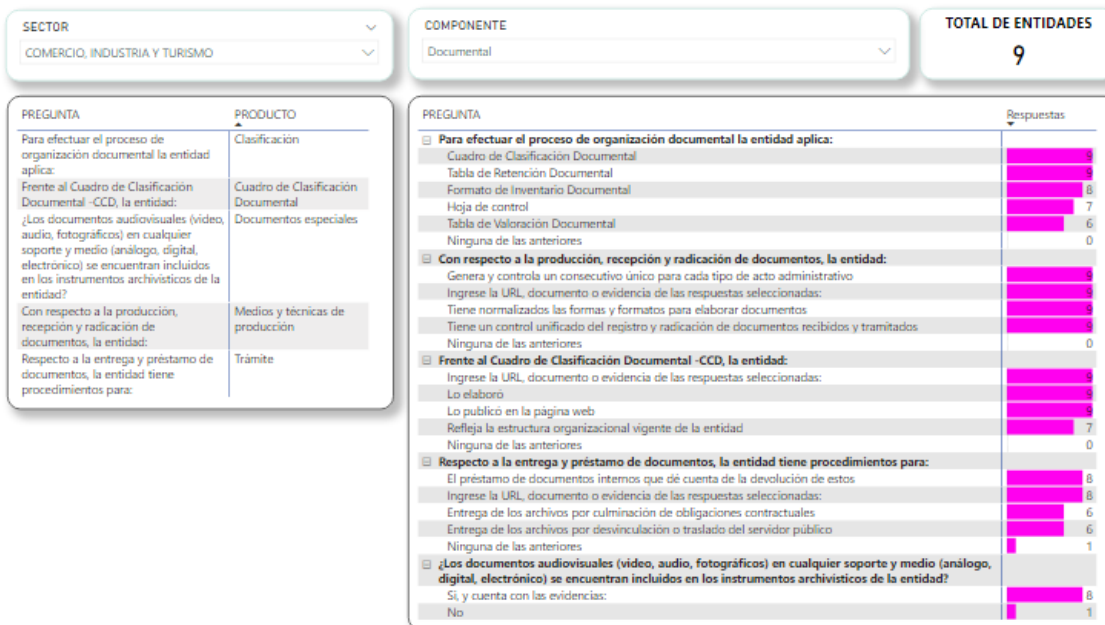 SECTOR
COMERCIO, INDUSTRIA Y TURISMO
COMPONENTE
Documental
TOTAL DE ENTIDADES
9
PREGUNTA PRODUCTO
Para efectuar el proceso de Clasificación
organización documental la entidad
aplica:
Frente al Cuadro de Clasificación Cuadro de Clasificación
Documental -CCD, la entidad: Documental
¿Los documentos audiovisuales (video, Documentos especiales
audio, fotográficos) en cualquier
soporte y medio (análogo, digital,
electrónico) se encuentran incluidos
en los instrumentos archivísticos de la
entidad?
Con respecto a la producción, Medios y técnicas de
recepción y radicación de producción
documentos, la entidad:
Respecto a la entrega y préstamo de Trámite
documentos, la entidad tiene
procedimientos para:
PREGUNTA Respuestas
Para efectuar el proceso de organización documental la entidad aplica:
Cuadro de Clasificación Documental 9
Tabla de Retención Documental 9
Formato de Inventario Documental 8
Hoja de control 7
Tabla de Valoración Documental 6
Ninguna de las anteriores 0
Con respecto a la producción, recepción y radicación de documentos, la entidad:
Genera y controla un consecutivo único para cada tipo de acto administrativo 9
Ingrese la URL, documento o evidencia de las respuestas seleccionadas: 9
Tiene normalizados las formas y formatos para elaborar documentos 9
Tiene un control unificado del registro y radicación de documentos recibidos y tramitados 9
Ninguna de las anteriores 0
Frente al Cuadro de Clasificación Documental -CCD, la entidad:
Ingrese la URL, documento o evidencia de las respuestas seleccionadas: 9
Lo elaboró 9
Lo publicó en la página web 9
Refleja la estructura organizacional vigente de la entidad 7
Ninguna de las anteriores 0
Respecto a la entrega y préstamo de documentos, la entidad tiene procedimientos para:
El préstamo de documentos internos que dé cuenta de la devolución de estos 8
Ingrese la URL, documento o evidencia de las respuestas seleccionadas: 8
Entrega de los archivos por culminación de obligaciones contractuales 6
Entrega de los archivos por desvinculación o traslado del servidor público 6
Ninguna de las anteriores 1
¿Los documentos audiovisuales (video, audio, fotográficos) en cualquier soporte y medio (análogo,
digital, electrónico) se encuentran incluidos en los instrumentos archivísticos de la entidad?
Si, y cuenta con las evidencias: 8
No 1